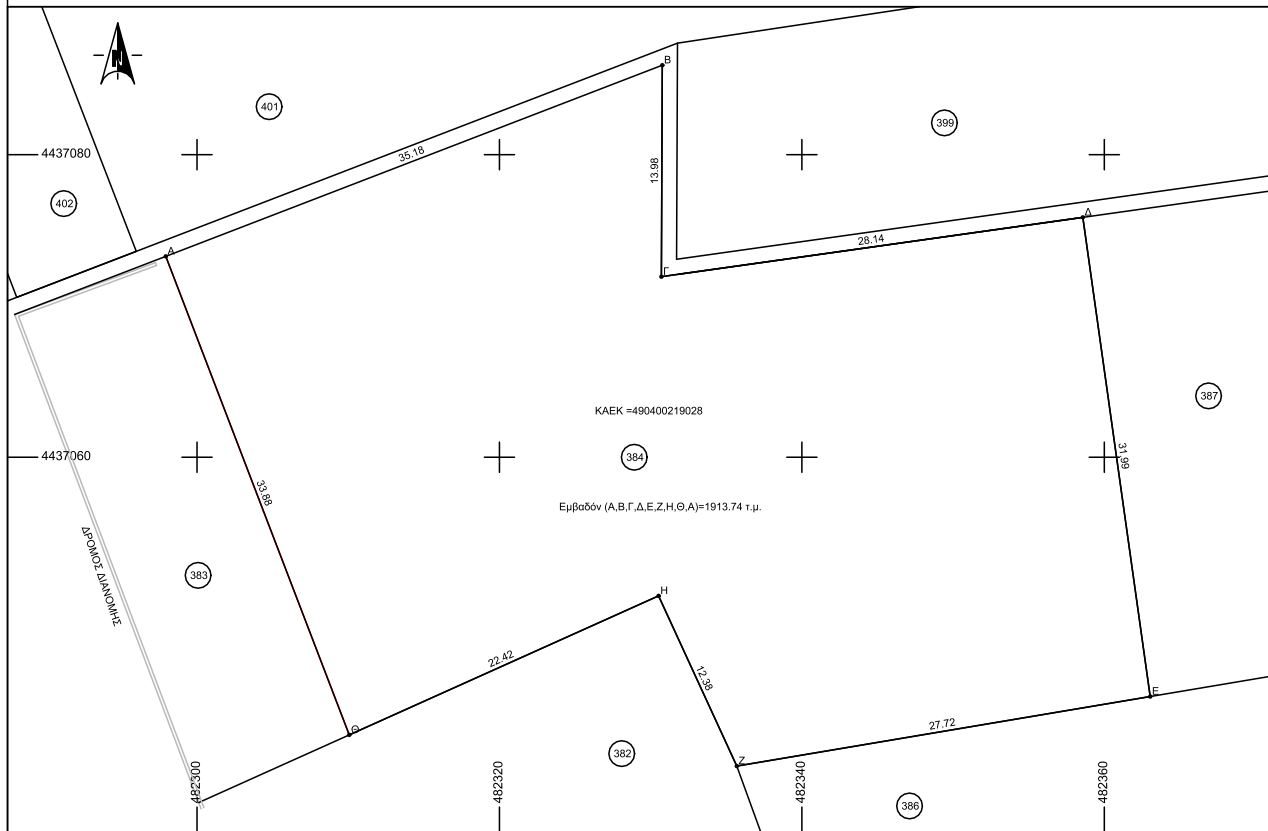 N
B
401
399
4437080
35.18
13.98
402
Δ
A
28.14
Γ
387
ΚΑΕΚ =490400219028
4437060
384
31.99
33.88
Εμβαδόν (Α,Β,Γ,Δ,Ε,Ζ,Η,Θ,Α)=1913.74 τ.μ.
ΔΡΟΜΟΣ ΔΙΑΝΟΜΗΣ
383
H
22.42
12.38
E
27.72
Θ
382
Z
482300
482320
482340
482360
386